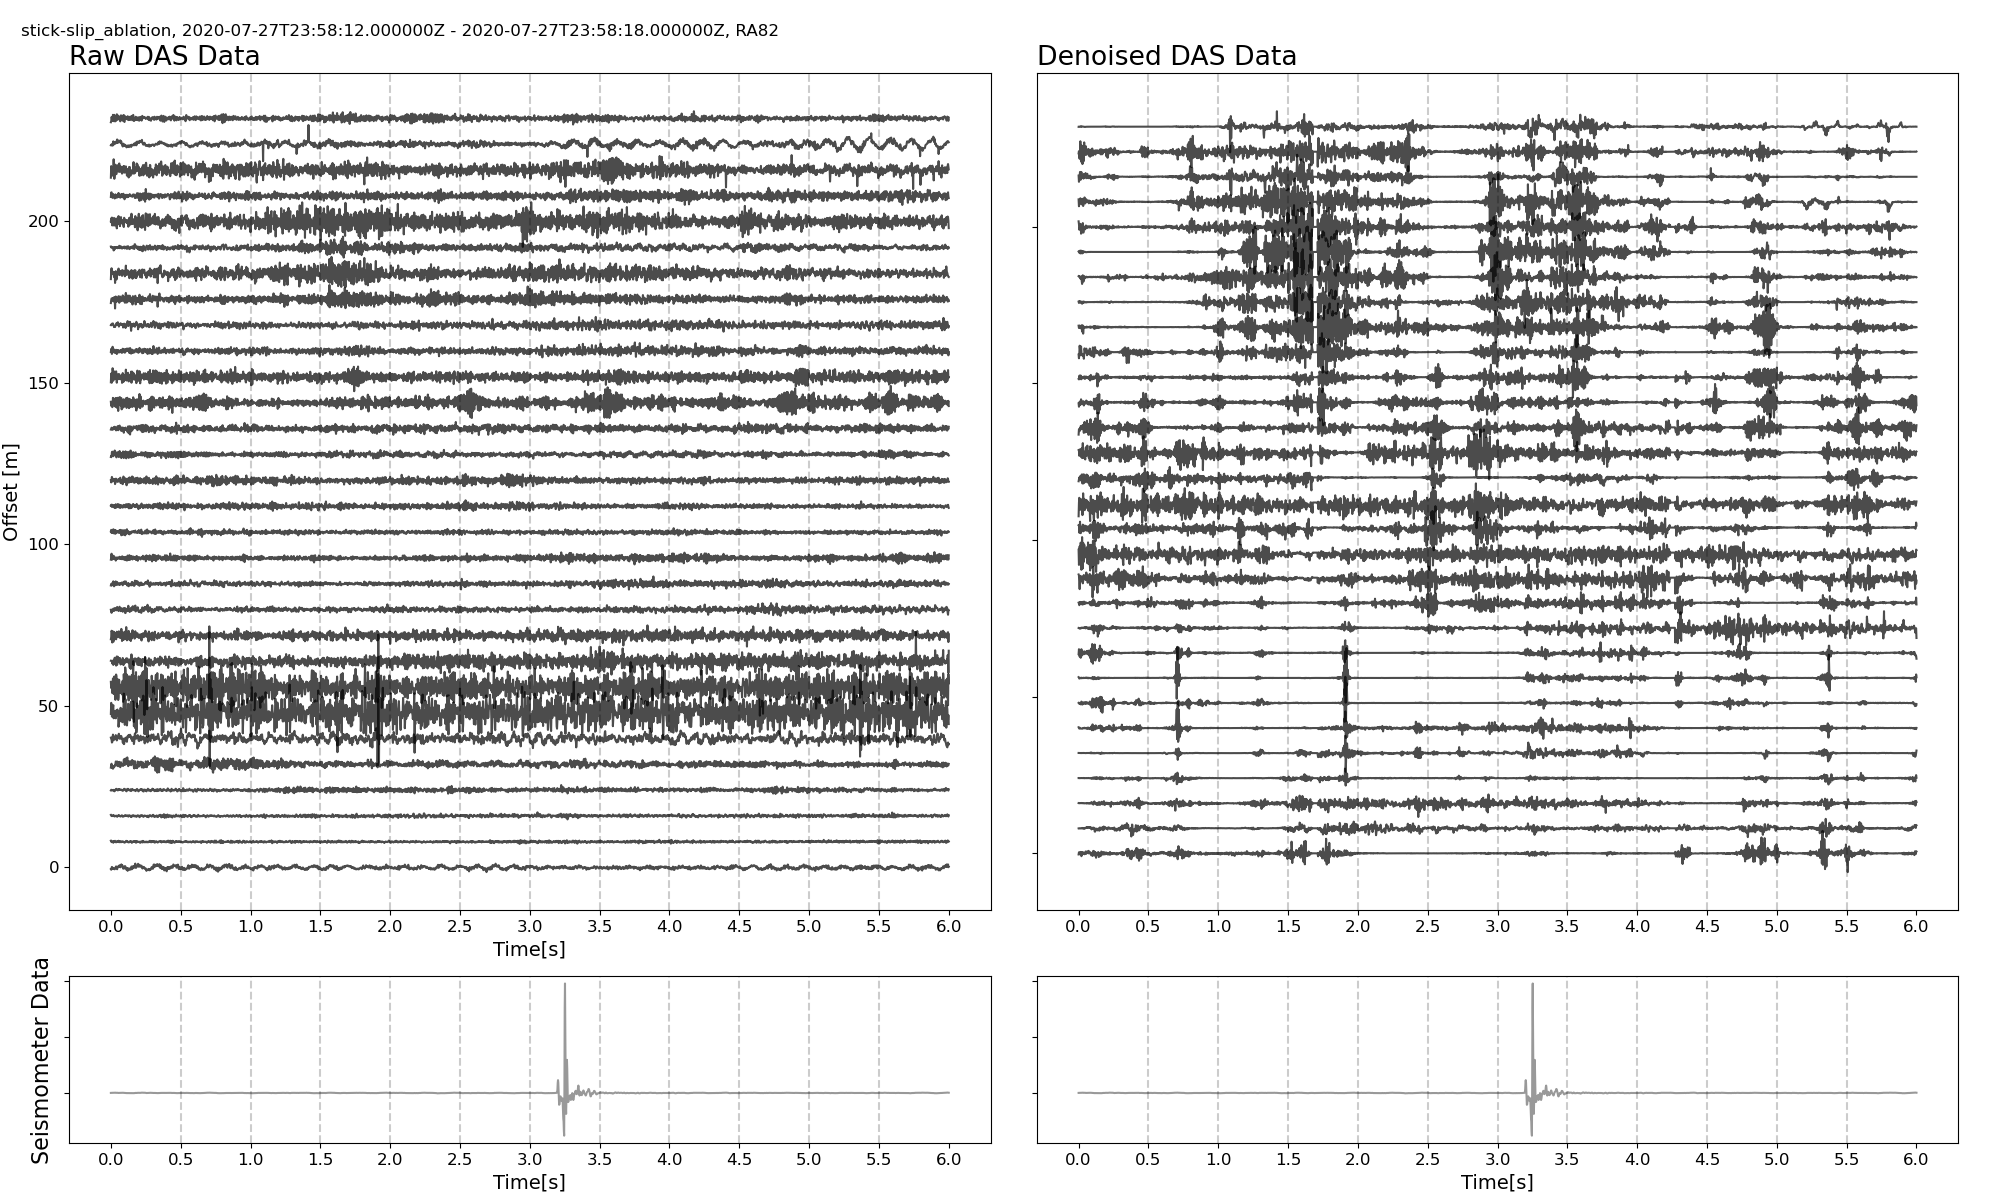 stick-slip_ablation, 2020-07-27T23:58:12.000000Z - 2020-07-27T23:58:18.000000Z, RA82
Raw DAS Data
Denoised DAS Data
Offset [m]
200
150
100
50
0
0.0 0.5 1.0 1.5 2.0 2.5 3.0 3.5 4.0 4.5 5.0 5.5 6.0
Time[s]
0.0 0.5 1.0 1.5 2.0 2.5 3.0 3.5 4.0 4.5 5.0 5.5 6.0
Seismometer Data
0.0 0.5 1.0 1.5 2.0 2.5 3.0 3.5 4.0 4.5 5.0 5.5 6.0
Time[s]
0.0 0.5 1.0 1.5 2.0 2.5 3.0 3.5 4.0 4.5 5.0 5.5 6.0
Time[s]